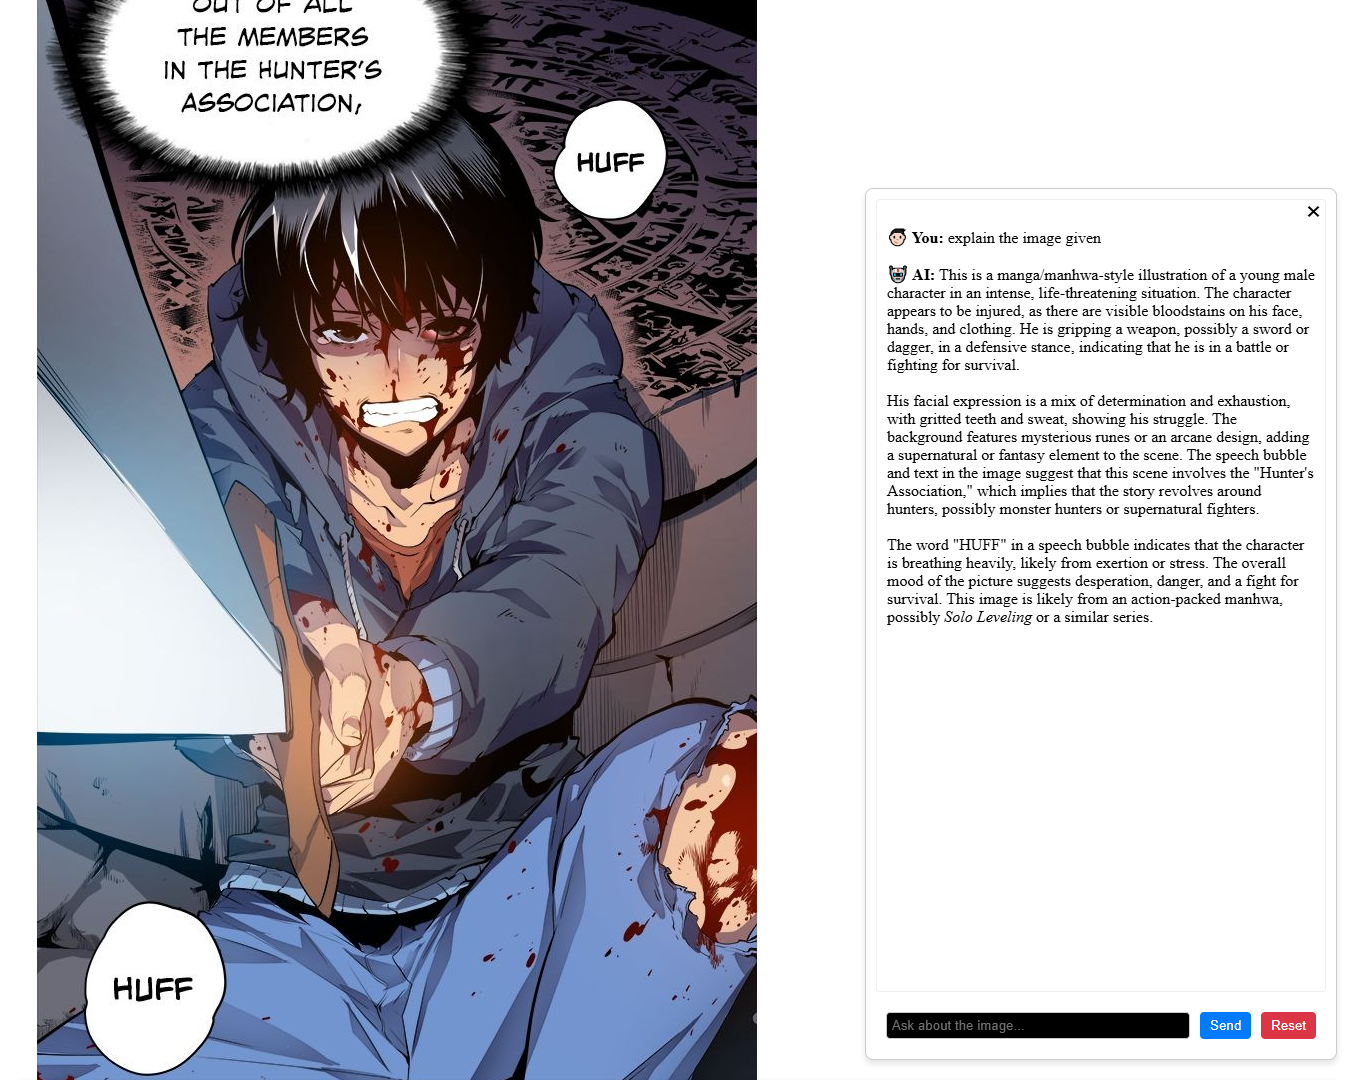 OUT OF ALL
THE MEMBERS
IN THE HUNTER'S
ASSOCIATION,
HUFF
HUFF
You: explain the image given
AI: This is a manga/manhwa-style illustration of a young male
character in an intense, life-threatening situation. The character
appears to be injured, as there are visible bloodstains on his face,
hands, and clothing. He is gripping a weapon, possibly a sword or
dagger, in a defensive stance, indicating that he is in a battle or
fighting for survival.
His facial expression is a mix of determination and exhaustion,
with gritted teeth and sweat, showing his struggle. The
background features mysterious runes or an arcane design, adding
a supernatural or fantasy element to the scene. The speech bubble
and text in the image suggest that this scene involves the "Hunter's
Association," which implies that the story revolves around
hunters, possibly monster hunters or supernatural fighters.
The word "HUFF" in a speech bubble indicates that the character
is breathing heavily, likely from exertion or stress. The overall
mood of the picture suggests desperation, danger, and a fight for
survival. This image is likely from an action-packed manhwa,
possibly Solo Leveling or a similar series.
Ask about the image...
Send
Reset